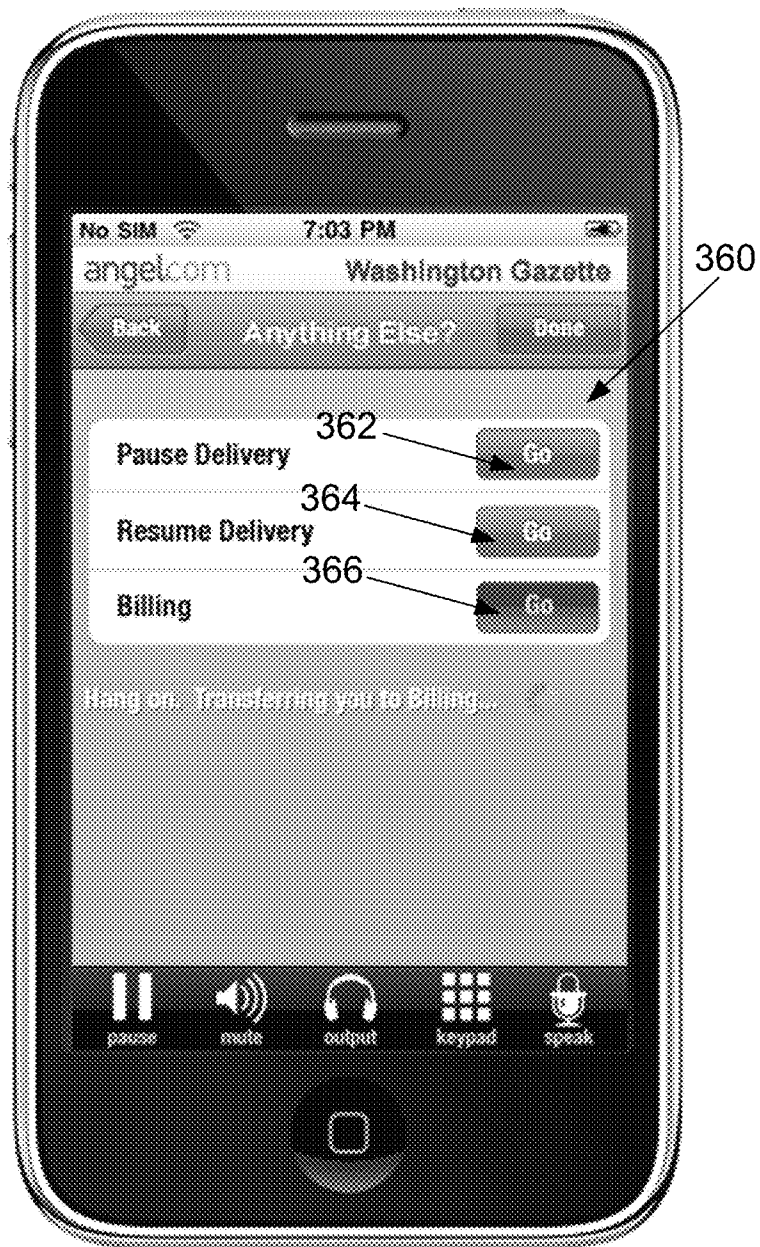 No SIM 7:03 PM
angel.com Washington Gazette
360
Back Anything Else? Done
362
Pause Delivery Go
364
Resume Delivery Go
366
Billing Go
Hang on. Transferring you to Billing...
pause mute output keypad speak